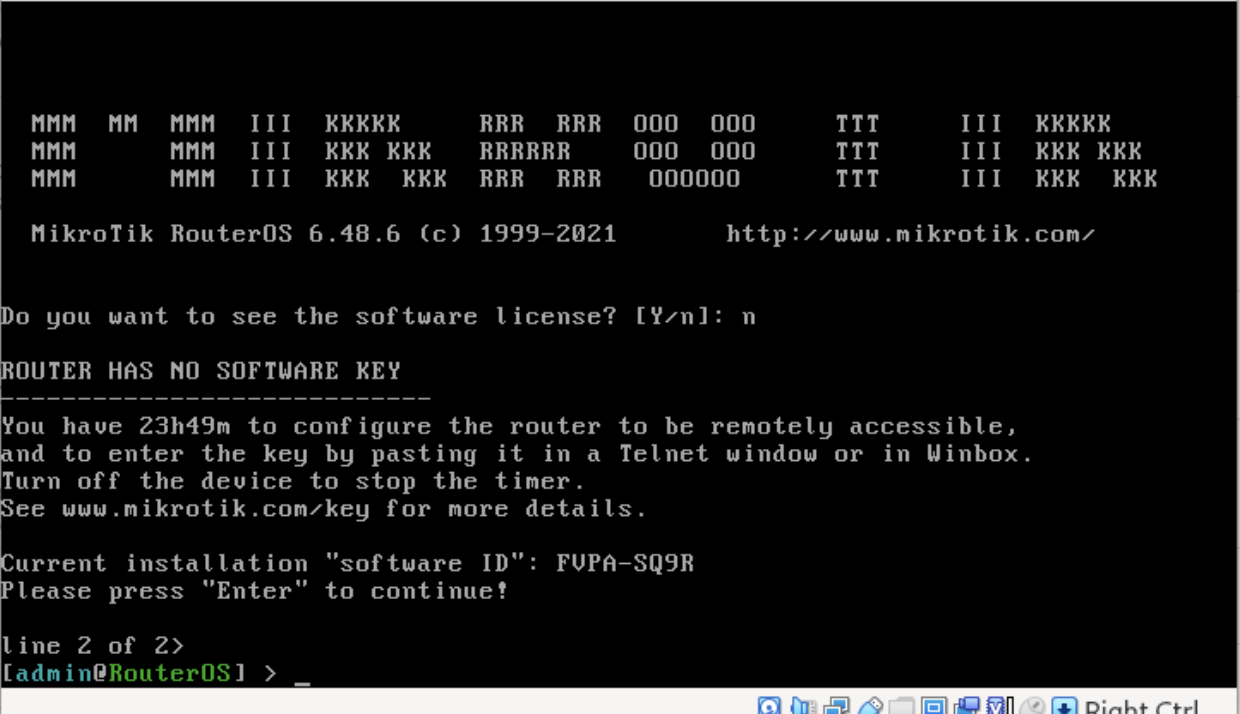 MMM  MM  MMM  III  KKKKK     RRR  RRR  OOO  OOO     TTT     III  KKKKK
MMM      MMM  III  KKK KKK   RRRRRR    OOO  OOO     TTT     III  KKK KKK
MMM      MMM  III  KKK  KKK  RRR  RRR   OOOOOO      TTT     III  KKK  KKK
MikroTik RouterOS 6.48.6 (c) 1999-2021       http://www.mikrotik.com/
Do you want to see the software license? [Y/n]: n
ROUTER HAS NO SOFTWARE KEY
----------------------------
You have 23h49m to configure the router to be remotely accessible,
and to enter the key by pasting it in a Telnet window or in Winbox.
Turn off the device to stop the timer.
See www.mikrotik.com/key for more details.
Current installation "software ID": FVPA-SQ9R
Please press "Enter" to continue!
line 2 of 2>
[admin@RouterOS] > _
Right Ctrl